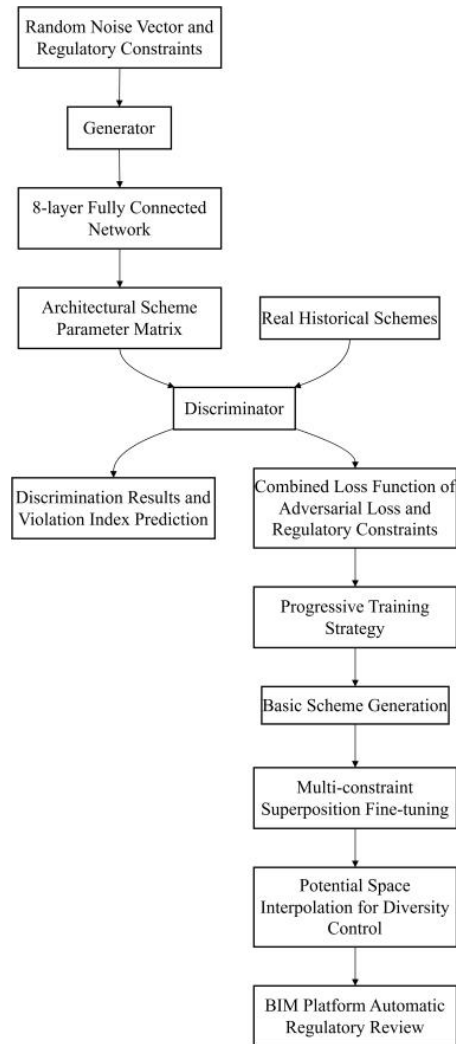 Random Noise Vector and
Regulatory Constraints
Generator
8-layer Fully Connected
Network
Architectural Scheme
Parameter Matrix
Real Historical Schemes
Discriminator
Discrimination Results and
Violation Index Prediction
Combined Loss Function of
Adversarial Loss and
Regulatory Constraints
Progressive Training
Strategy
Basic Scheme Generation
Multi-constraint
Superposition Fine-tuning
Potential Space
Interpolation for Diversity
Control
BIM Platform Automatic
Regulatory Review